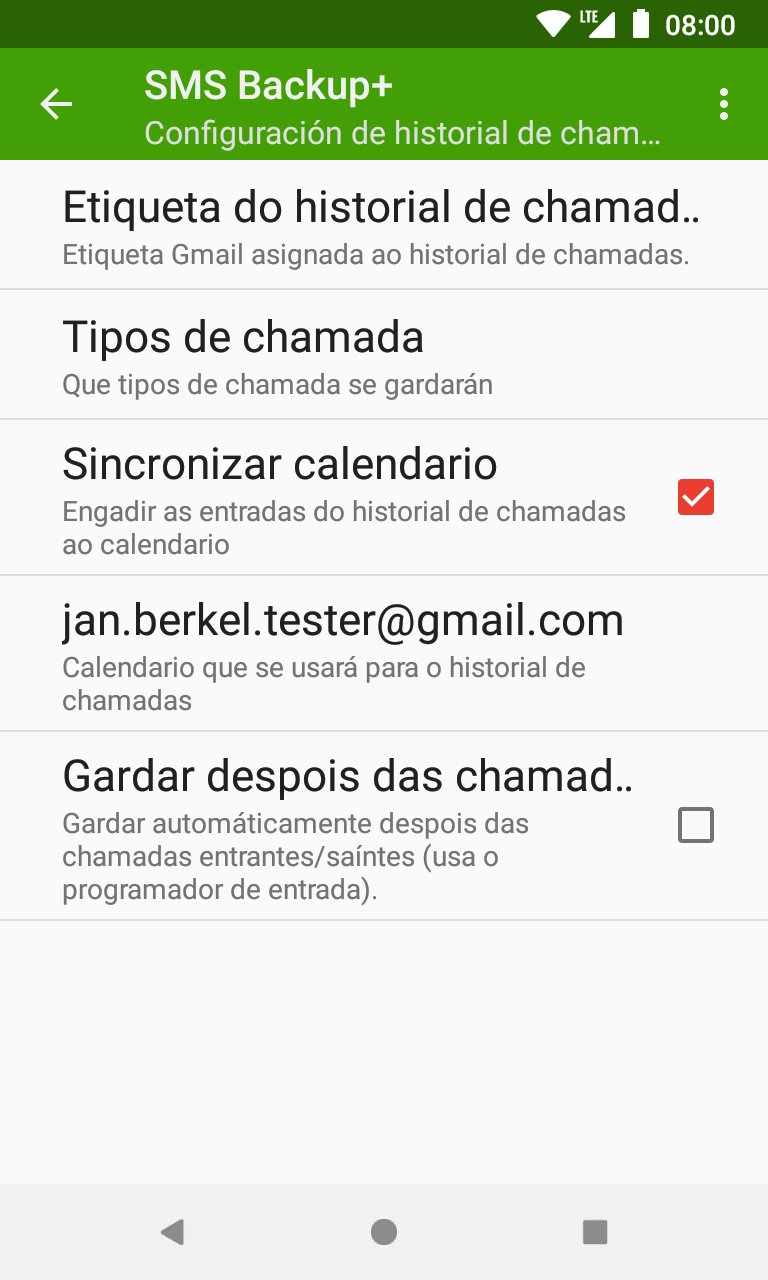 LTE 08:00
SMS Backup+
Configuración de historial de cham…
Etiqueta do historial de chamad..
Etiqueta Gmail asignada ao historial de chamadas.
Tipos de chamada
Que tipos de chamada se gardarán
Sincronizar calendario
Engadir as entradas do historial de chamadas
ao calendario
jan.berkel.tester@gmail.com
Calendario que se usará para o historial de
chamadas
Gardar despois das chamad..
Gardar automáticamente despois das
chamadas entrantes/saíntes (usa o
programador de entrada).